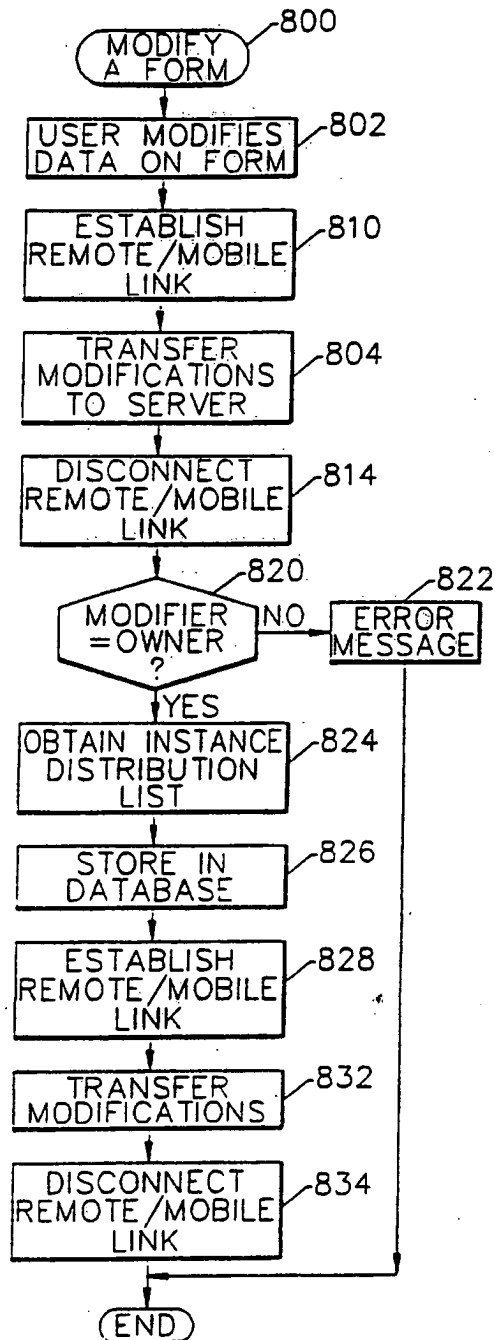 800
MODIFY
A FORM
802
USER MODIFIES
DATA ON FORM
810
ESTABLISH
REMOTE/MOBILE
LINK
804
TRANSFER
MODIFICATIONS
TO SERVER
814
DISCONNECT
REMOTE/MOBILE
LINK
820
MODIFIER
=OWNER
?
NO
822
ERROR
MESSAGE
YES
824
OBTAIN INSTANCE
DISTRIBUTION
LIST
826
STORE IN
DATABASE
828
ESTABLISH
REMOTE/MOBILE
LINK
832
TRANSFER
MODIFICATIONS
834
DISCONNECT
REMOTE/MOBILE
LINK
END